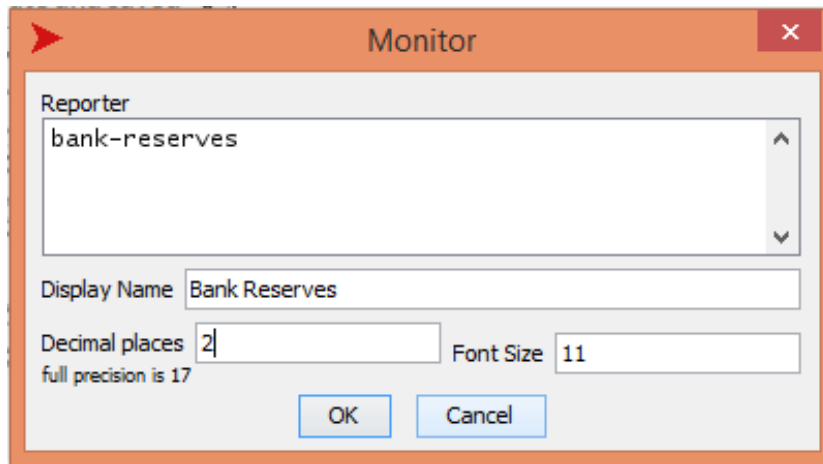 Monitor
Reporter
bank-reserves
Display Name Bank Reserves
Decimal places 2 Font Size 11
full precision is 17
OK Cancel